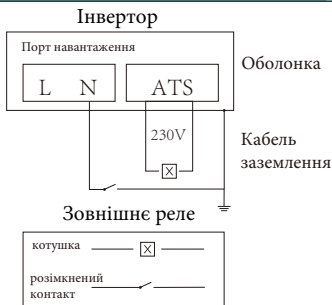 Інвертор
Порт навантаження
L N ATS
Оболонка
230V
X
Кабель
заземлення
Зовнішнє реле
котушка
X
розімкнений
контакт